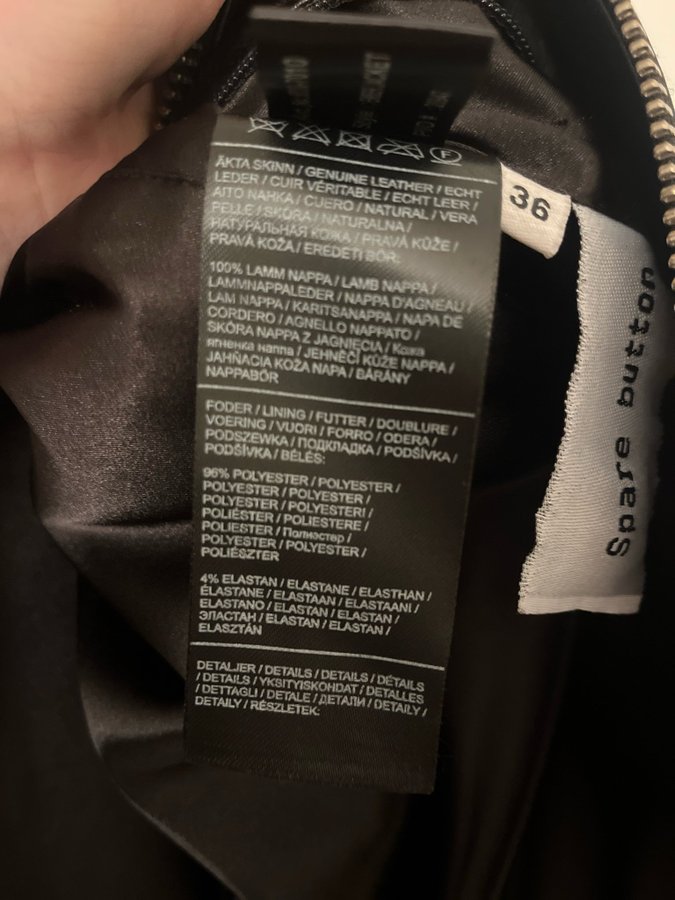 36
Spare button
F
ÄKTA SKINN / GENUINE LEATHER / ECHT
LEDER / CUIR VÉRITABLE / ECHT LEER /
AITO NAHKA / CUERO / NATURAL / VERA
PELLE / SKÓRA / NATURALNA /
НАТУРАЛЬНАЯ КОЖА / PRAVÁ KŮŽE /
PRAVÁ KOŽA / EREDETI BÖR:
100% LAMM NAPPA / LAMB NAPPA /
LAMMNAPPALEDER / NAPPA D'AGNEAU /
LAM NAPPA / KARITSANAPPA / NAPA DE
CORDERO / AGNELLO NAPPATO /
SKÓRA NAPPA Z JAGNIĘCIA / Кожа
ягненка наппа / JEHNĚČÍ KŮŽE NAPPA /
JAHŇACIA KOŽA NAPA / BÁRÁNY
NAPPABŐR
FODER / LINING / FUTTER / DOUBLURE /
VOERING / VUORI / FORRO / ODERA /
PODSZEWKA / ПОДКЛАДКА / PODŠÍVKA /
PODŠÍVKA / BÉLÉS:
96% POLYESTER / POLYESTER /
POLYESTER / POLYESTER /
POLYESTER / POLYESTERI /
POLIÉSTER / POLIESTERE /
POLIESTER / Полиэстер /
POLYESTER / POLYESTER /
POLIÉSZTER
4% ELASTAN / ELASTANE / ELASTHAN /
ÉLASTANE / ELASTAAN / ELASTAANI /
ELASTANO / ELASTAN / ELASTAN /
ЭЛАСТАН / ELASTAN / ELASTAN /
ELASZTÁN
DETALJER / DETAILS / DETAILS / DÉTAILS
/ DETAILS / YKSITYISKOHDAT / DETALLES
/ DETTAGLI / DETALE / ДЕТАЛИ / DETAILY /
DETAILY / RÉSZLETEK: